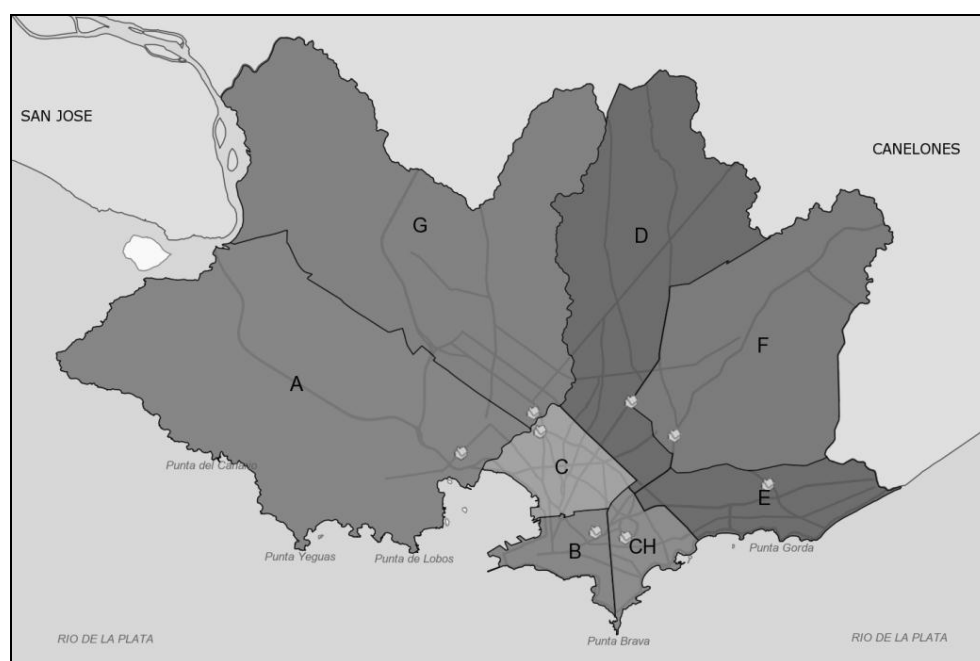 SAN JOSE
CANELONES
G
D
F
A
C
E
B
CH
Punta del Canario
Punta Yeguas
Punta de Lobos
Punta Gorda
Punta Brava
RIO DE LA PLATA
RIO DE LA PLATA